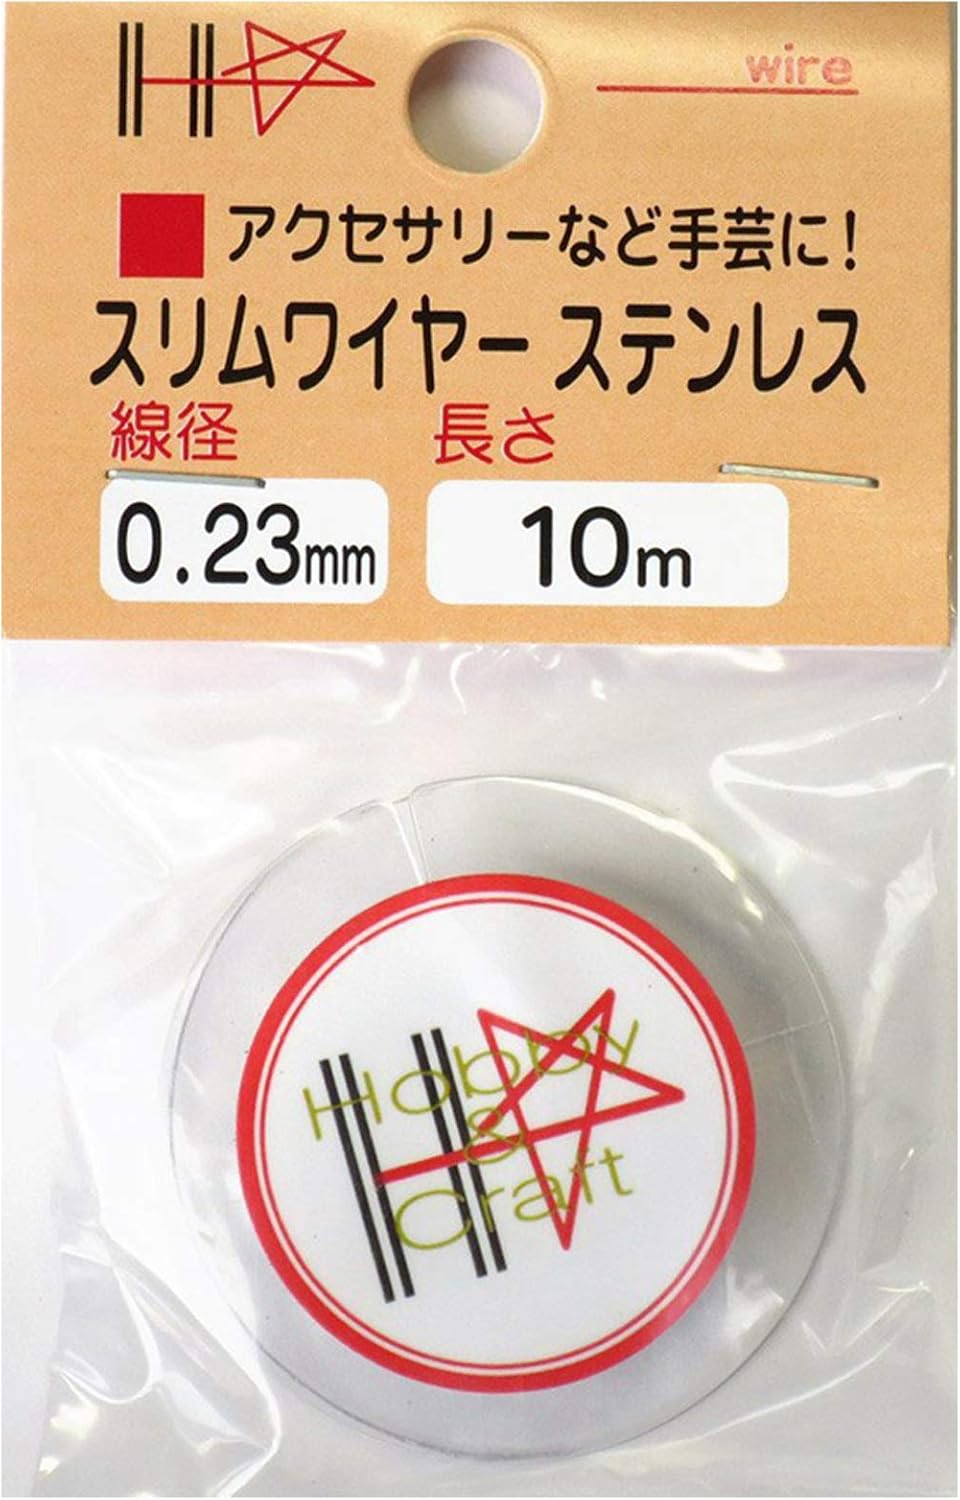 wire
アクセサリーなど手芸に!
スリムワイヤー ステンレス
線径 長さ
0.23mm 10m
Hobby
&
Craft